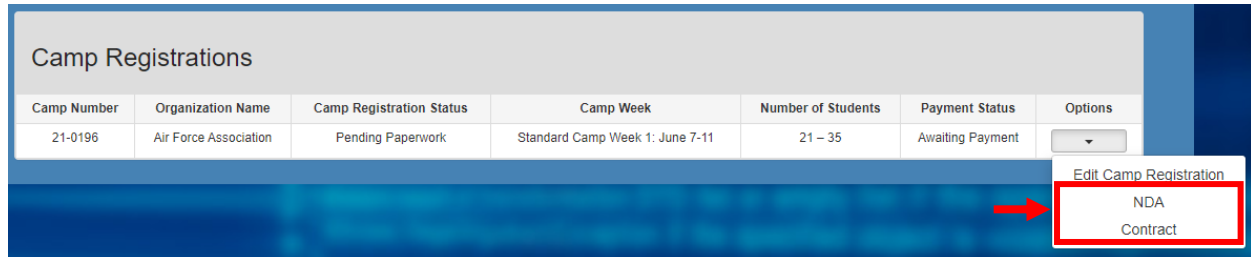 Camp Registrations
Camp Number Organization Name Camp Registration Status Camp Week Number of Students Payment Status Options
21-0196 Air Force Association Pending Paperwork Standard Camp Week 1: June 7-11 21 – 35 Awaiting Payment
Edit Camp Registration
NDA
Contract